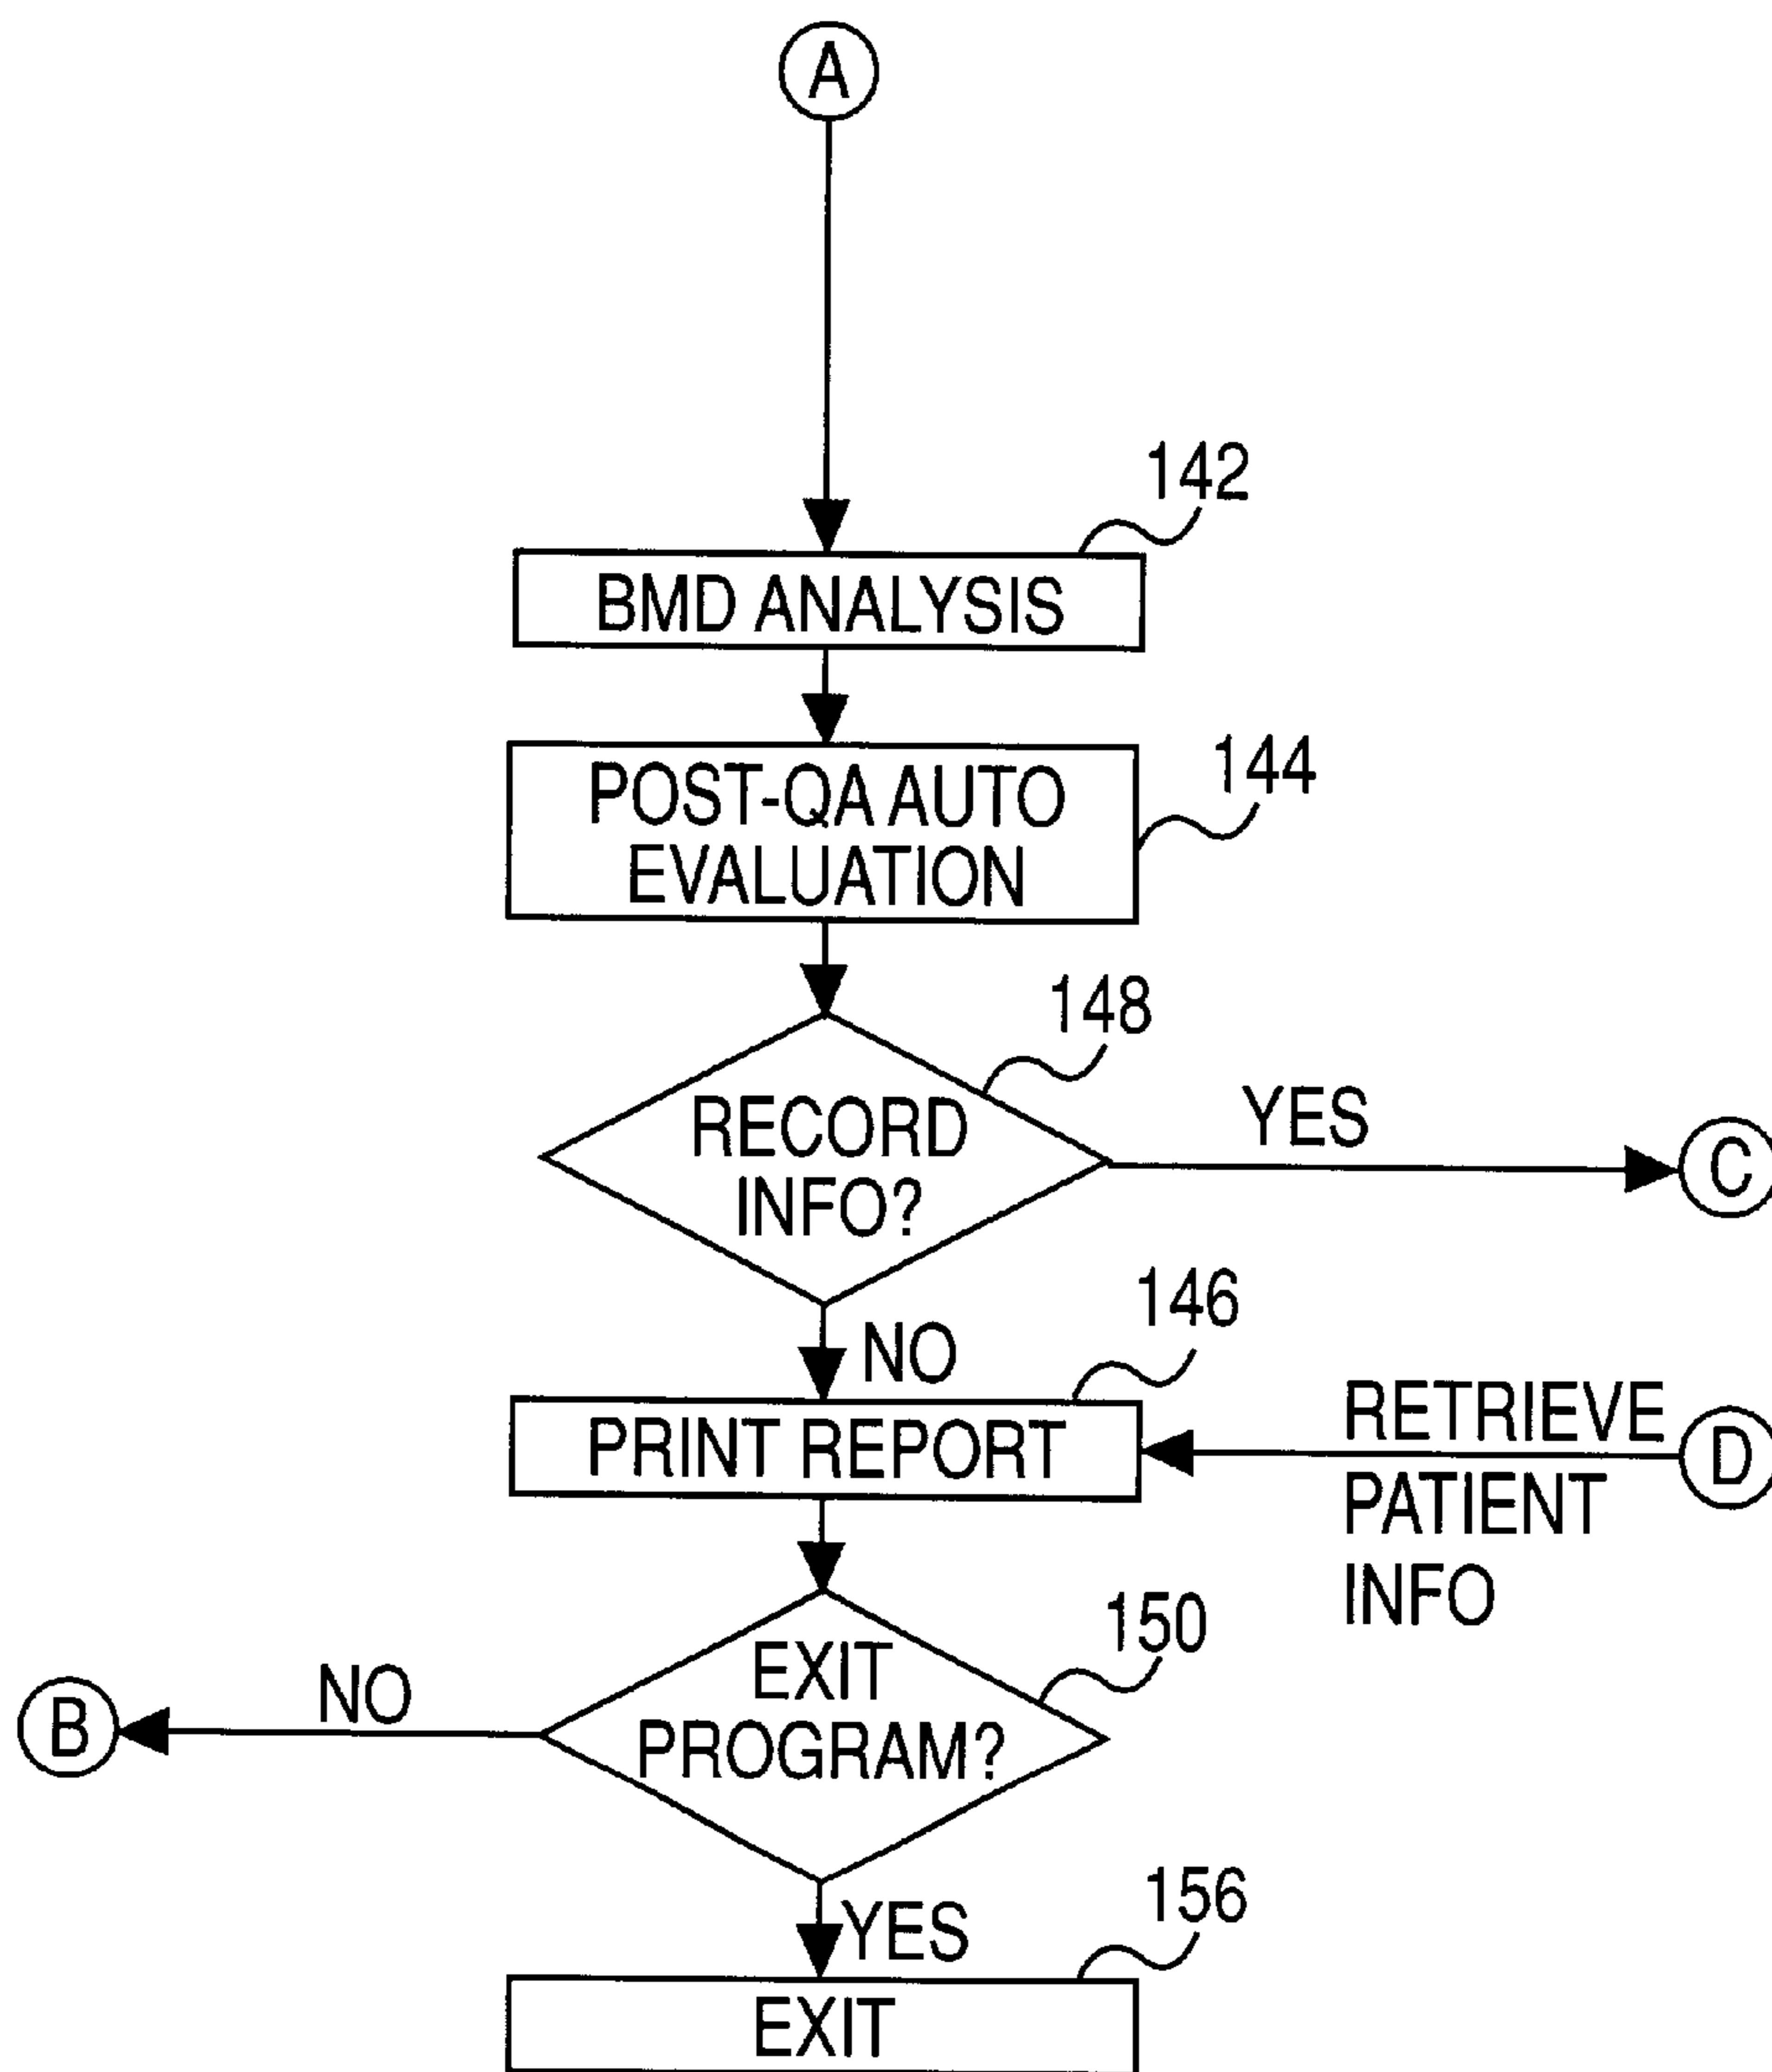 A
142
BMD ANALYSIS
144
POST-QA AUTO
EVALUATION
148
RECORD
INFO?
YES
C
NO
146
PRINT REPORT
RETRIEVE
PATIENT
INFO
D
150
EXIT
PROGRAM?
NO
B
YES
156
EXIT